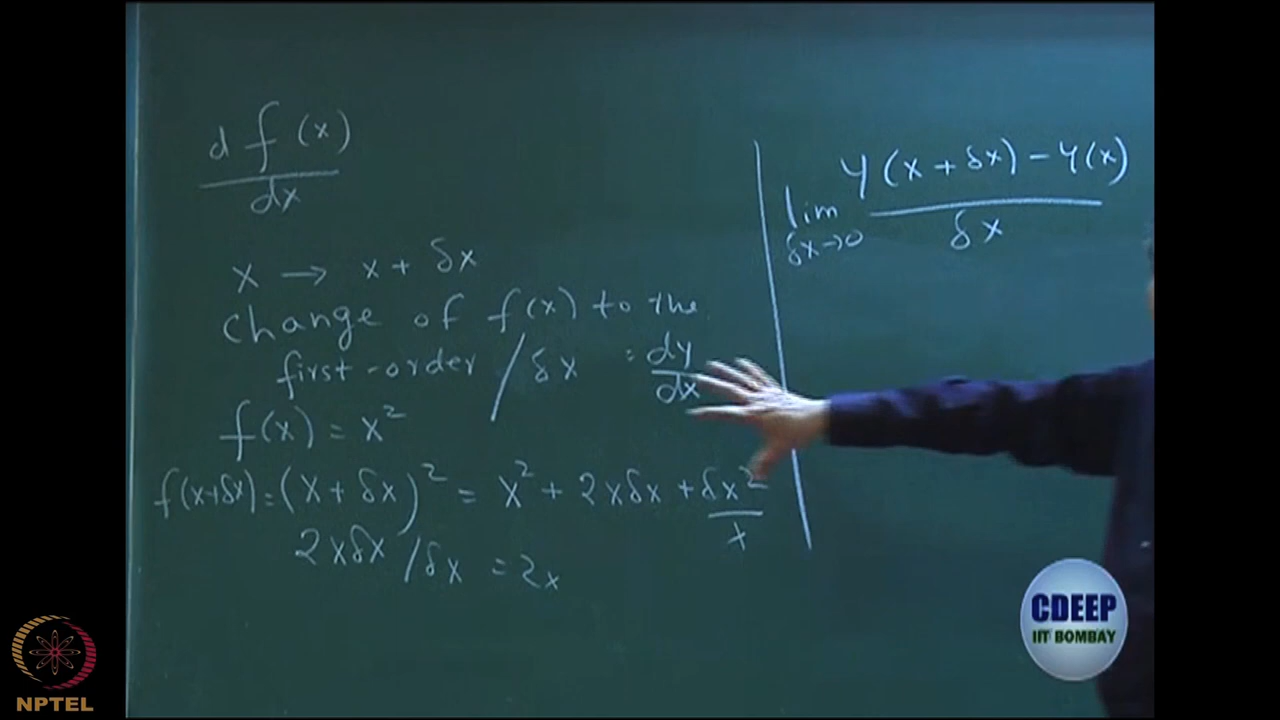 d f(x)
dx
x → x + δx
change of f(x) to the
first-order / δx = dy
dx
f(x) = x²
f(x+δx) = (x + δx)² = x² + 2xδx + δx²
x
2xδx / δx = 2x
y(x + δx) - y(x)
lim
δx→0
δx
CDEEP
IIT BOMBAY
NPTEL